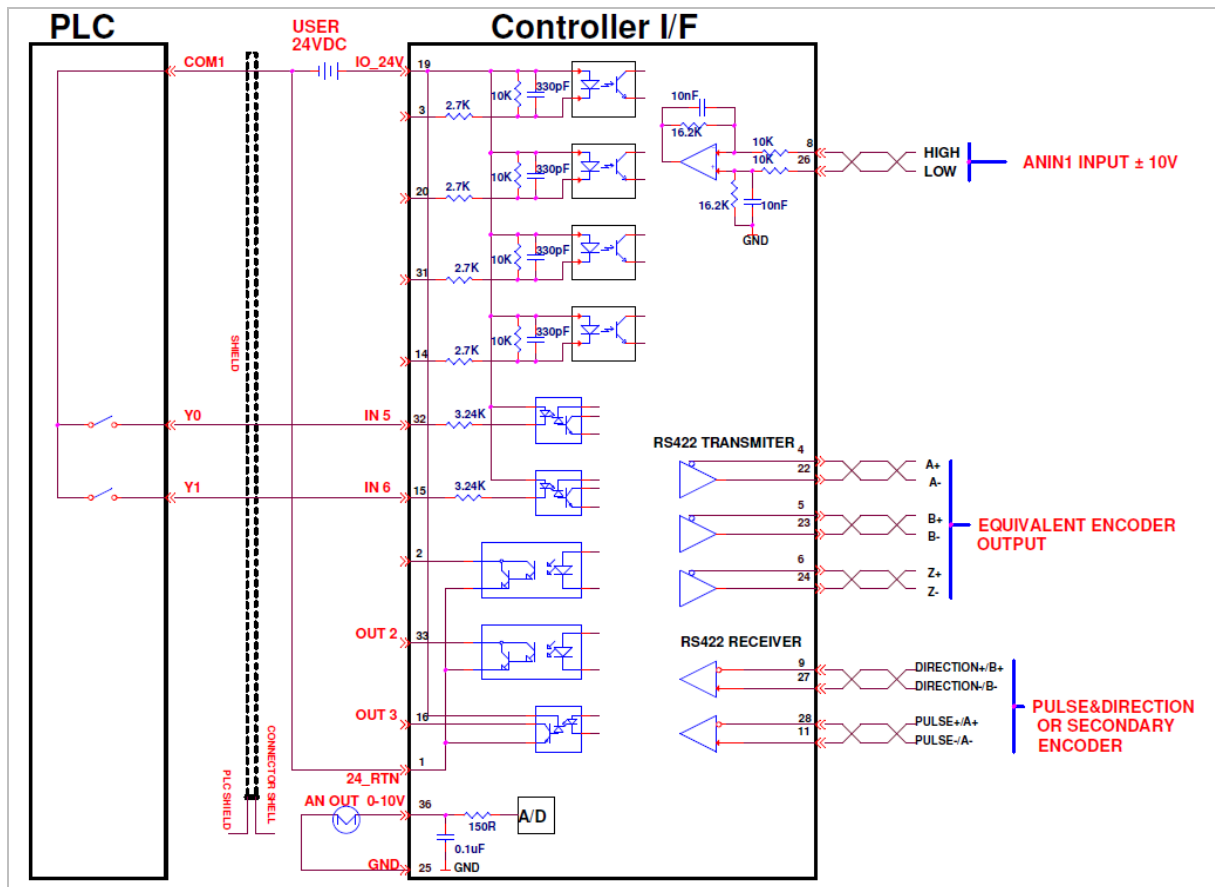 PLC
Controller I/F
USER
24VDC
COM1
IO_24V
19
10K
330pF
2.7K
3
10K
330pF
2.7K
20
10K
330pF
2.7K
31
10K
330pF
2.7K
14
10nF
16.2K
10K
8
10K
26
HIGH
LOW
ANIN1 INPUT ± 10V
16.2K
10nF
GND
SHIELD
Y0
IN 5
32
3.24K
Y1
IN 6
15
3.24K
RS422 TRANSMITER
4
22
A+
A-
5
23
B+
B-
6
24
Z+
Z-
EQUIVALENT ENCODER
OUTPUT
2
OUT 2
33
OUT 3
16
RS422 RECEIVER
9
27
DIRECTION+/B+
DIRECTION-/B-
28
11
PULSE+/A+
PULSE-/A-
PULSE&DIRECTION
OR SECONDARY
ENCODER
1
24_RTN
PLC SHIELD
CONNECTOR SHELL
AN OUT 0-10V
36
150R
A/D
0.1uF
GND
25
GND